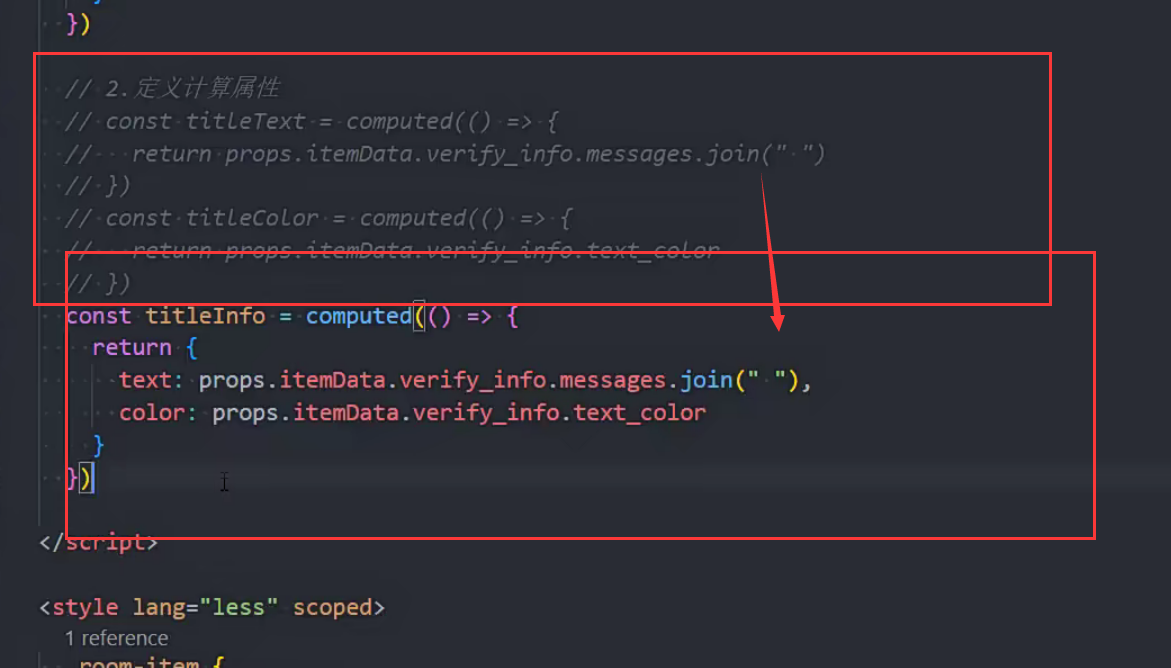 })
// 2.定义计算属性
// const titleText = computed(() => {
//   return props.itemData.verify_info.messages.join(" ")
// })
// const titleColor = computed(() => {
//   return props.itemData.verify_info.text_color
// })
const titleInfo = computed(() => {
return {
text: props.itemData.verify_info.messages.join(" "),
color: props.itemData.verify_info.text_color
}
})
</script>
<style lang="less" scoped>
1 reference
room-item {